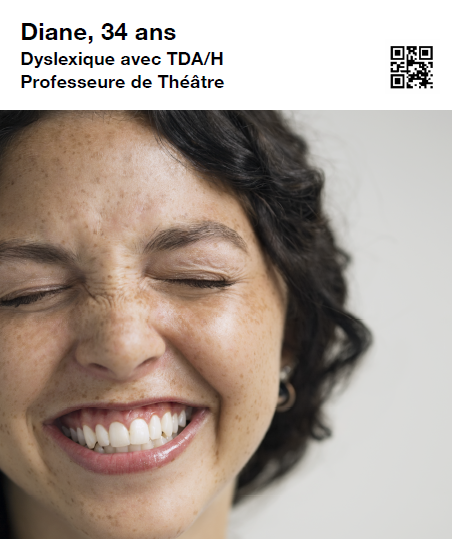 Diane, 34 ans
Dyslexique avec TDA/H
Professeure de Théâtre